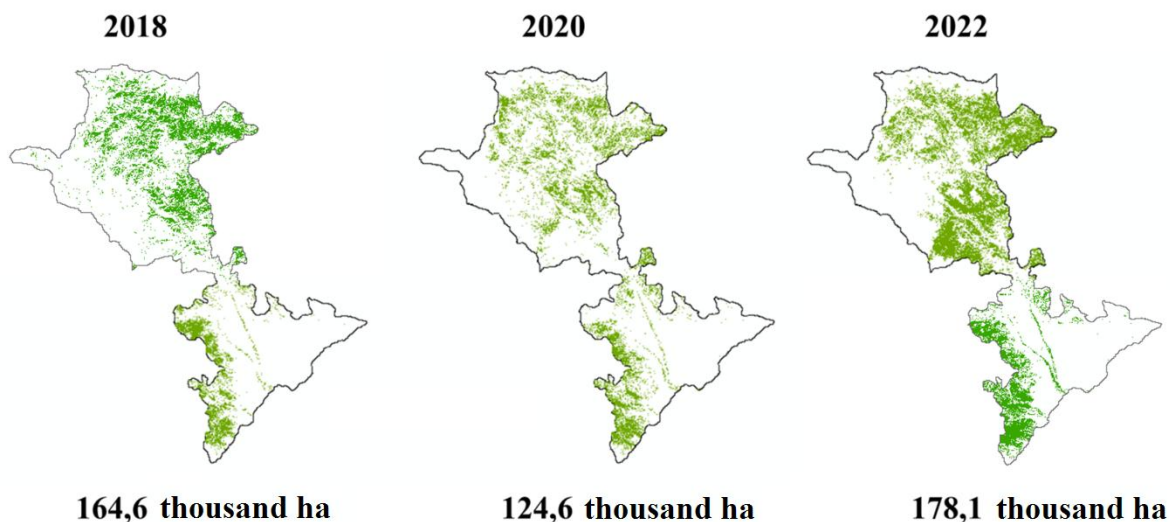 2018
2020
2022
164,6 thousand ha
124,6 thousand ha
178,1 thousand ha